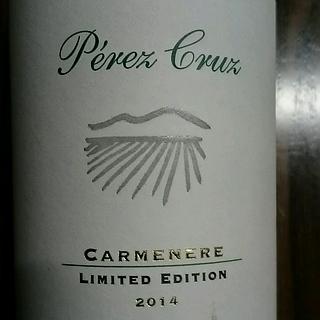 Pérez Cruz
CARMENERE
LIMITED EDITION
2014